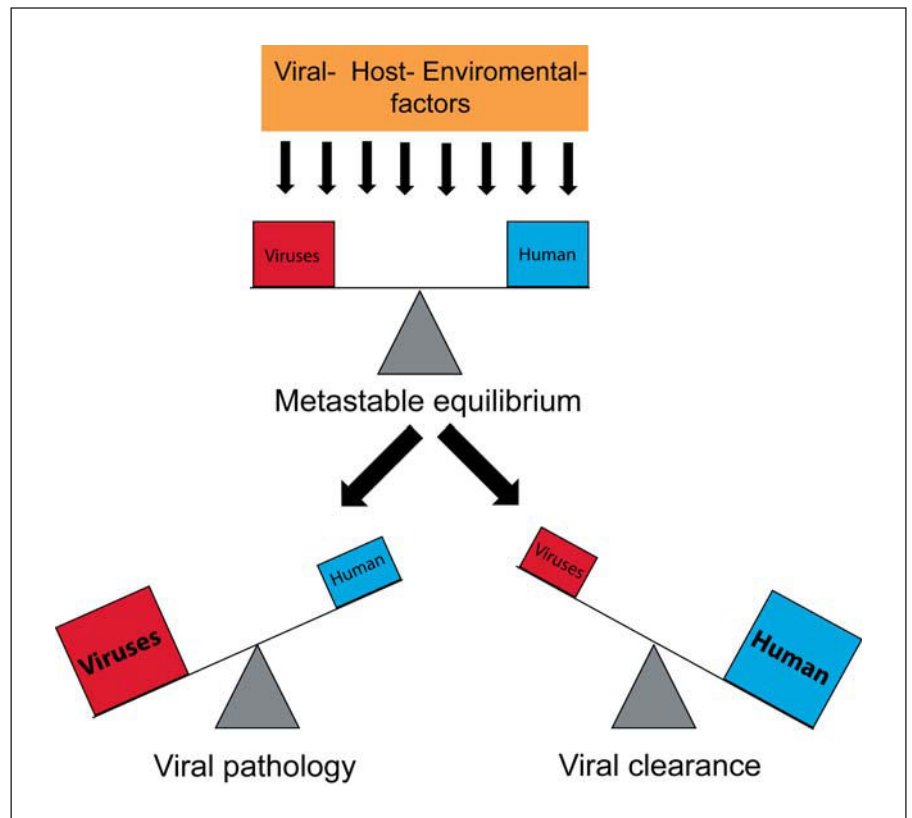 Viral- Host- Enviromental-
factors
Viruses
Human
Metastable equilibrium
Viruses
Human
Viruses
Human
Viral pathology
Viral clearance